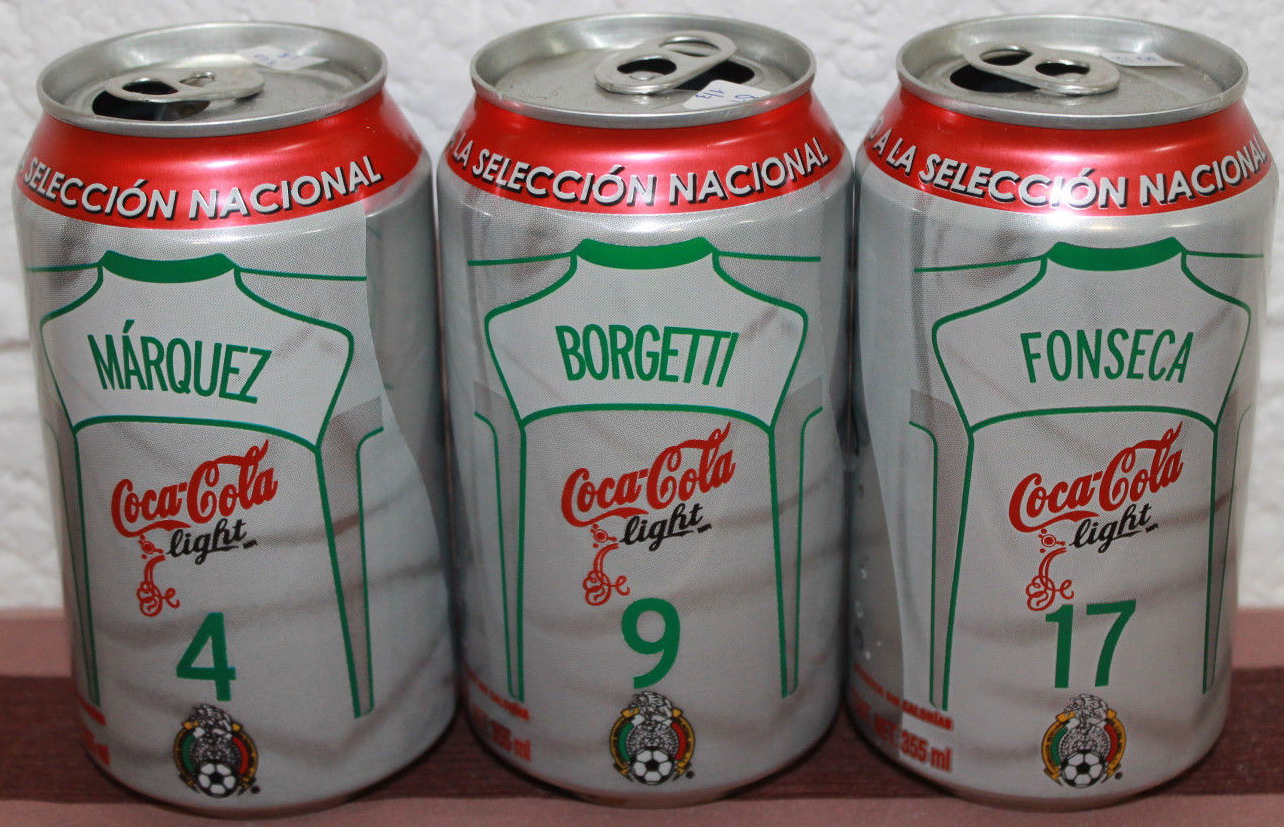 SELECCIÓN NACIONAL
MÁRQUEZ
Coca-Cola
light
4
LA SELECCIÓN NACIONAL
BORGETTI
Coca-Cola
light
9
355 ml
A LA SELECCIÓN NACIONAL
FONSECA
Coca-Cola
light
17
CALORÍAS
355 ml